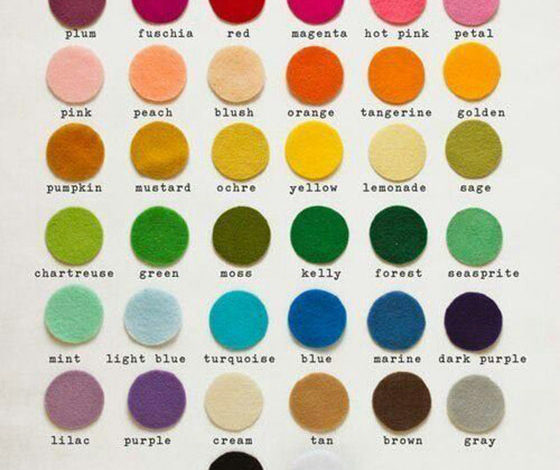 plum fuschia red magenta hot pink petal
pink peach blush orange tangerine golden
pumpkin mustard ochre yellow lemonade sage
chartreuse green moss kelly forest seasprite
mint light blue turquoise blue marine dark purple
lilac purple cream tan brown gray